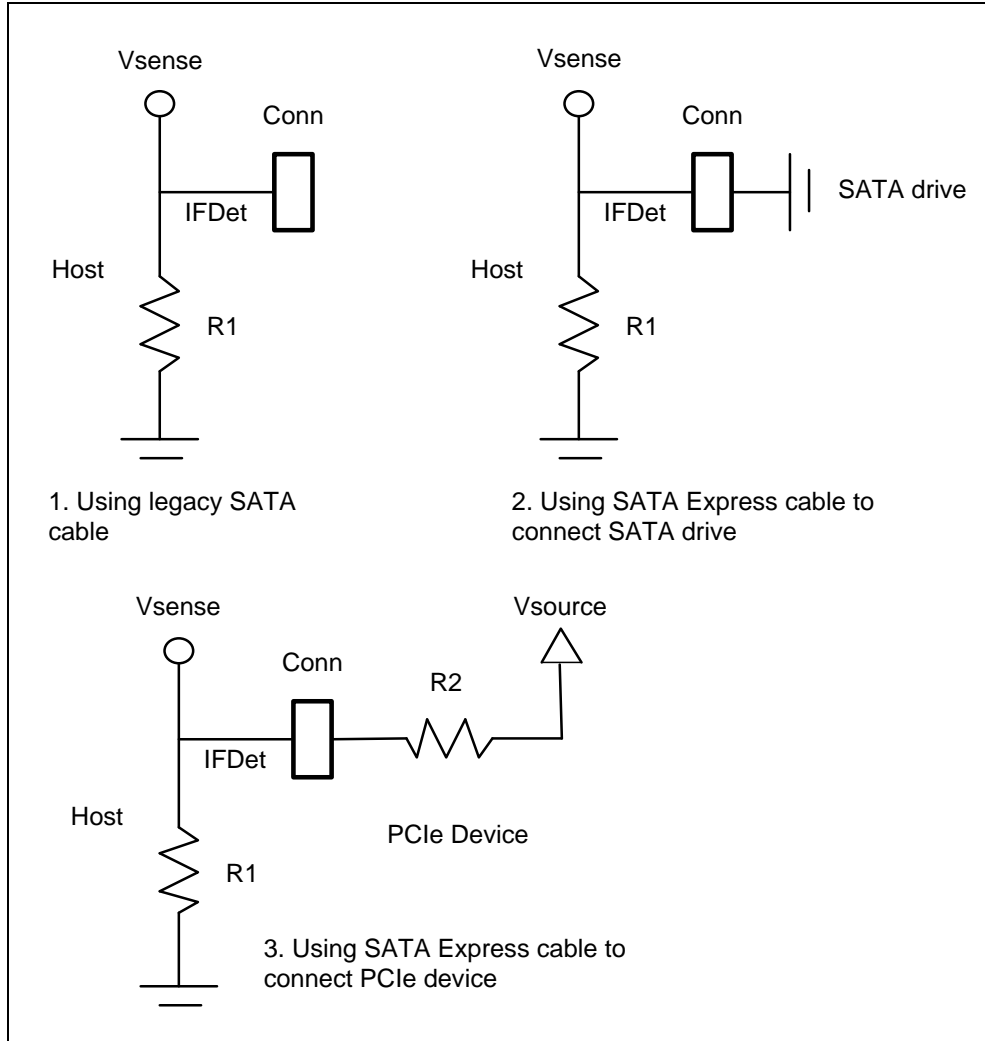 Vsense
Conn
IFDet
Host
R1
1. Using legacy SATA
cable
Vsense
Conn
SATA drive
IFDet
Host
R1
2. Using SATA Express cable to
connect SATA drive
Vsense
Vsource
Conn
R2
IFDet
Host
PCIe Device
R1
3. Using SATA Express cable to
connect PCIe device